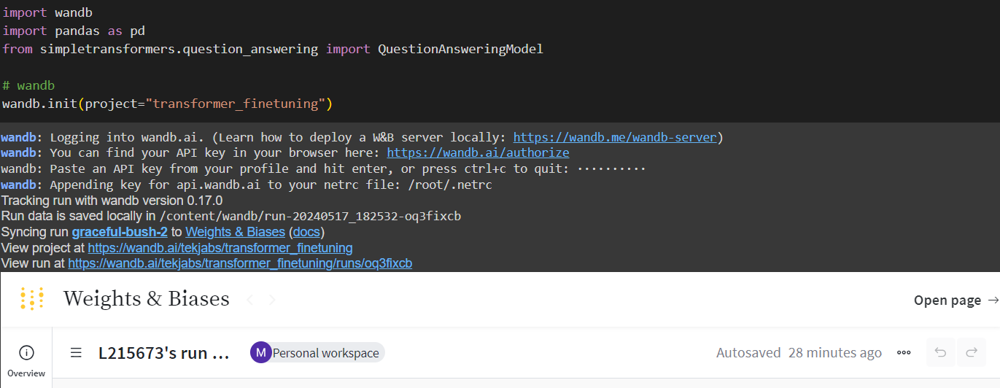 import wandb
import pandas as pd
from simpletransformers.question_answering import QuestionAnsweringModel
# wandb
wandb.init(project="transformer_finetuning")
wandb: Logging into wandb.ai. (Learn how to deploy a W&B server locally: https://wandb.me/wandb-server)
wandb: You can find your API key in your browser here: https://wandb.ai/authorize
wandb: Paste an API key from your profile and hit enter, or press ctrl+c to quit: ··········
wandb: Appending key for api.wandb.ai to your netrc file: /root/.netrc
Tracking run with wandb version 0.17.0
Run data is saved locally in /content/wandb/run-20240517_182532-oq3fixcb
Syncing run graceful-bush-2 to Weights & Biases (docs)
View project at https://wandb.ai/tekjabs/transformer_finetuning
View run at https://wandb.ai/tekjabs/transformer_finetuning/runs/oq3fixcb
Weights & Biases
Open page →
L215673's run ...
M Personal workspace
Autosaved 28 minutes ago
Overview